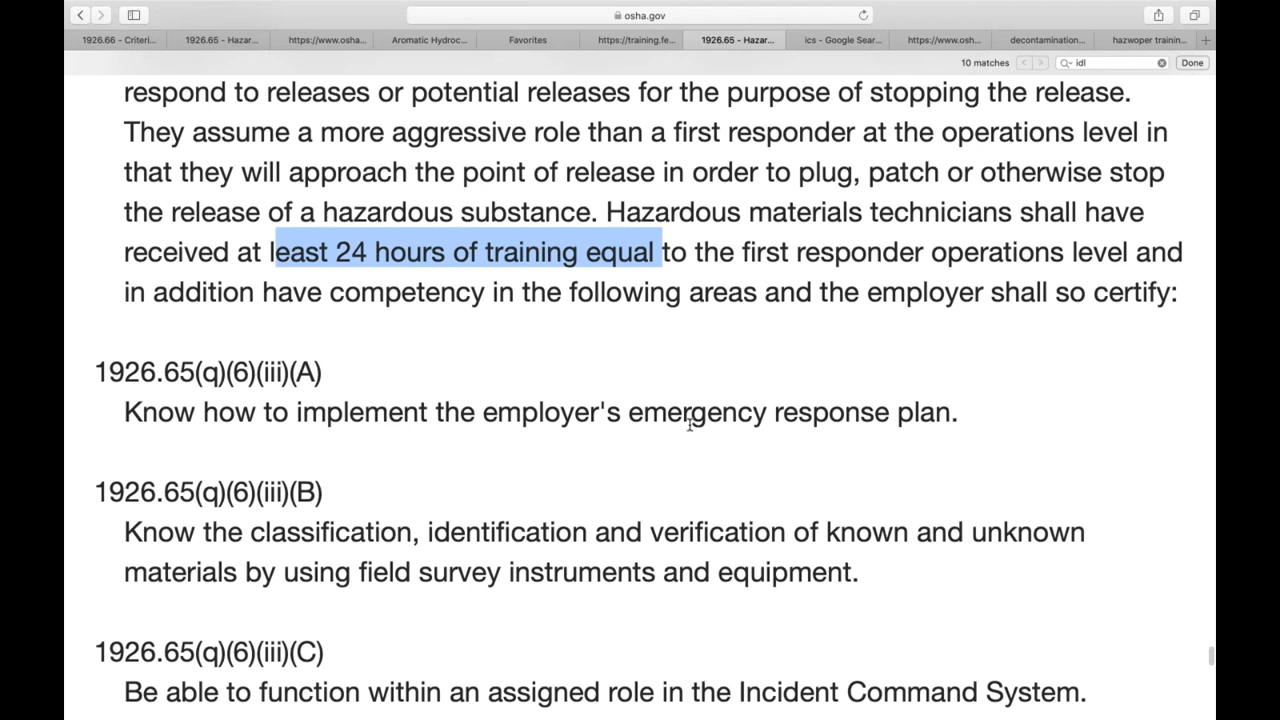 osha.gov
1926.66 - Criteri...
1926.65 - Hazar...
https://www.osha...
Aromatic Hydroc...
Favorites
https://training.fe...
1926.65 - Hazar...
ics - Google Sear...
https://www.osh...
decontamination...
hazwoper trainin...
10 matches
idl
Done
respond to releases or potential releases for the purpose of stopping the release.
They assume a more aggressive role than a first responder at the operations level in
that they will approach the point of release in order to plug, patch or otherwise stop
the release of a hazardous substance. Hazardous materials technicians shall have
received at least 24 hours of training equal to the first responder operations level and
in addition have competency in the following areas and the employer shall so certify:
1926.65(q)(6)(iii)(A)
Know how to implement the employer's emergency response plan.
1926.65(q)(6)(iii)(B)
Know the classification, identification and verification of known and unknown
materials by using field survey instruments and equipment.
1926.65(q)(6)(iii)(C)
Be able to function within an assigned role in the Incident Command System.